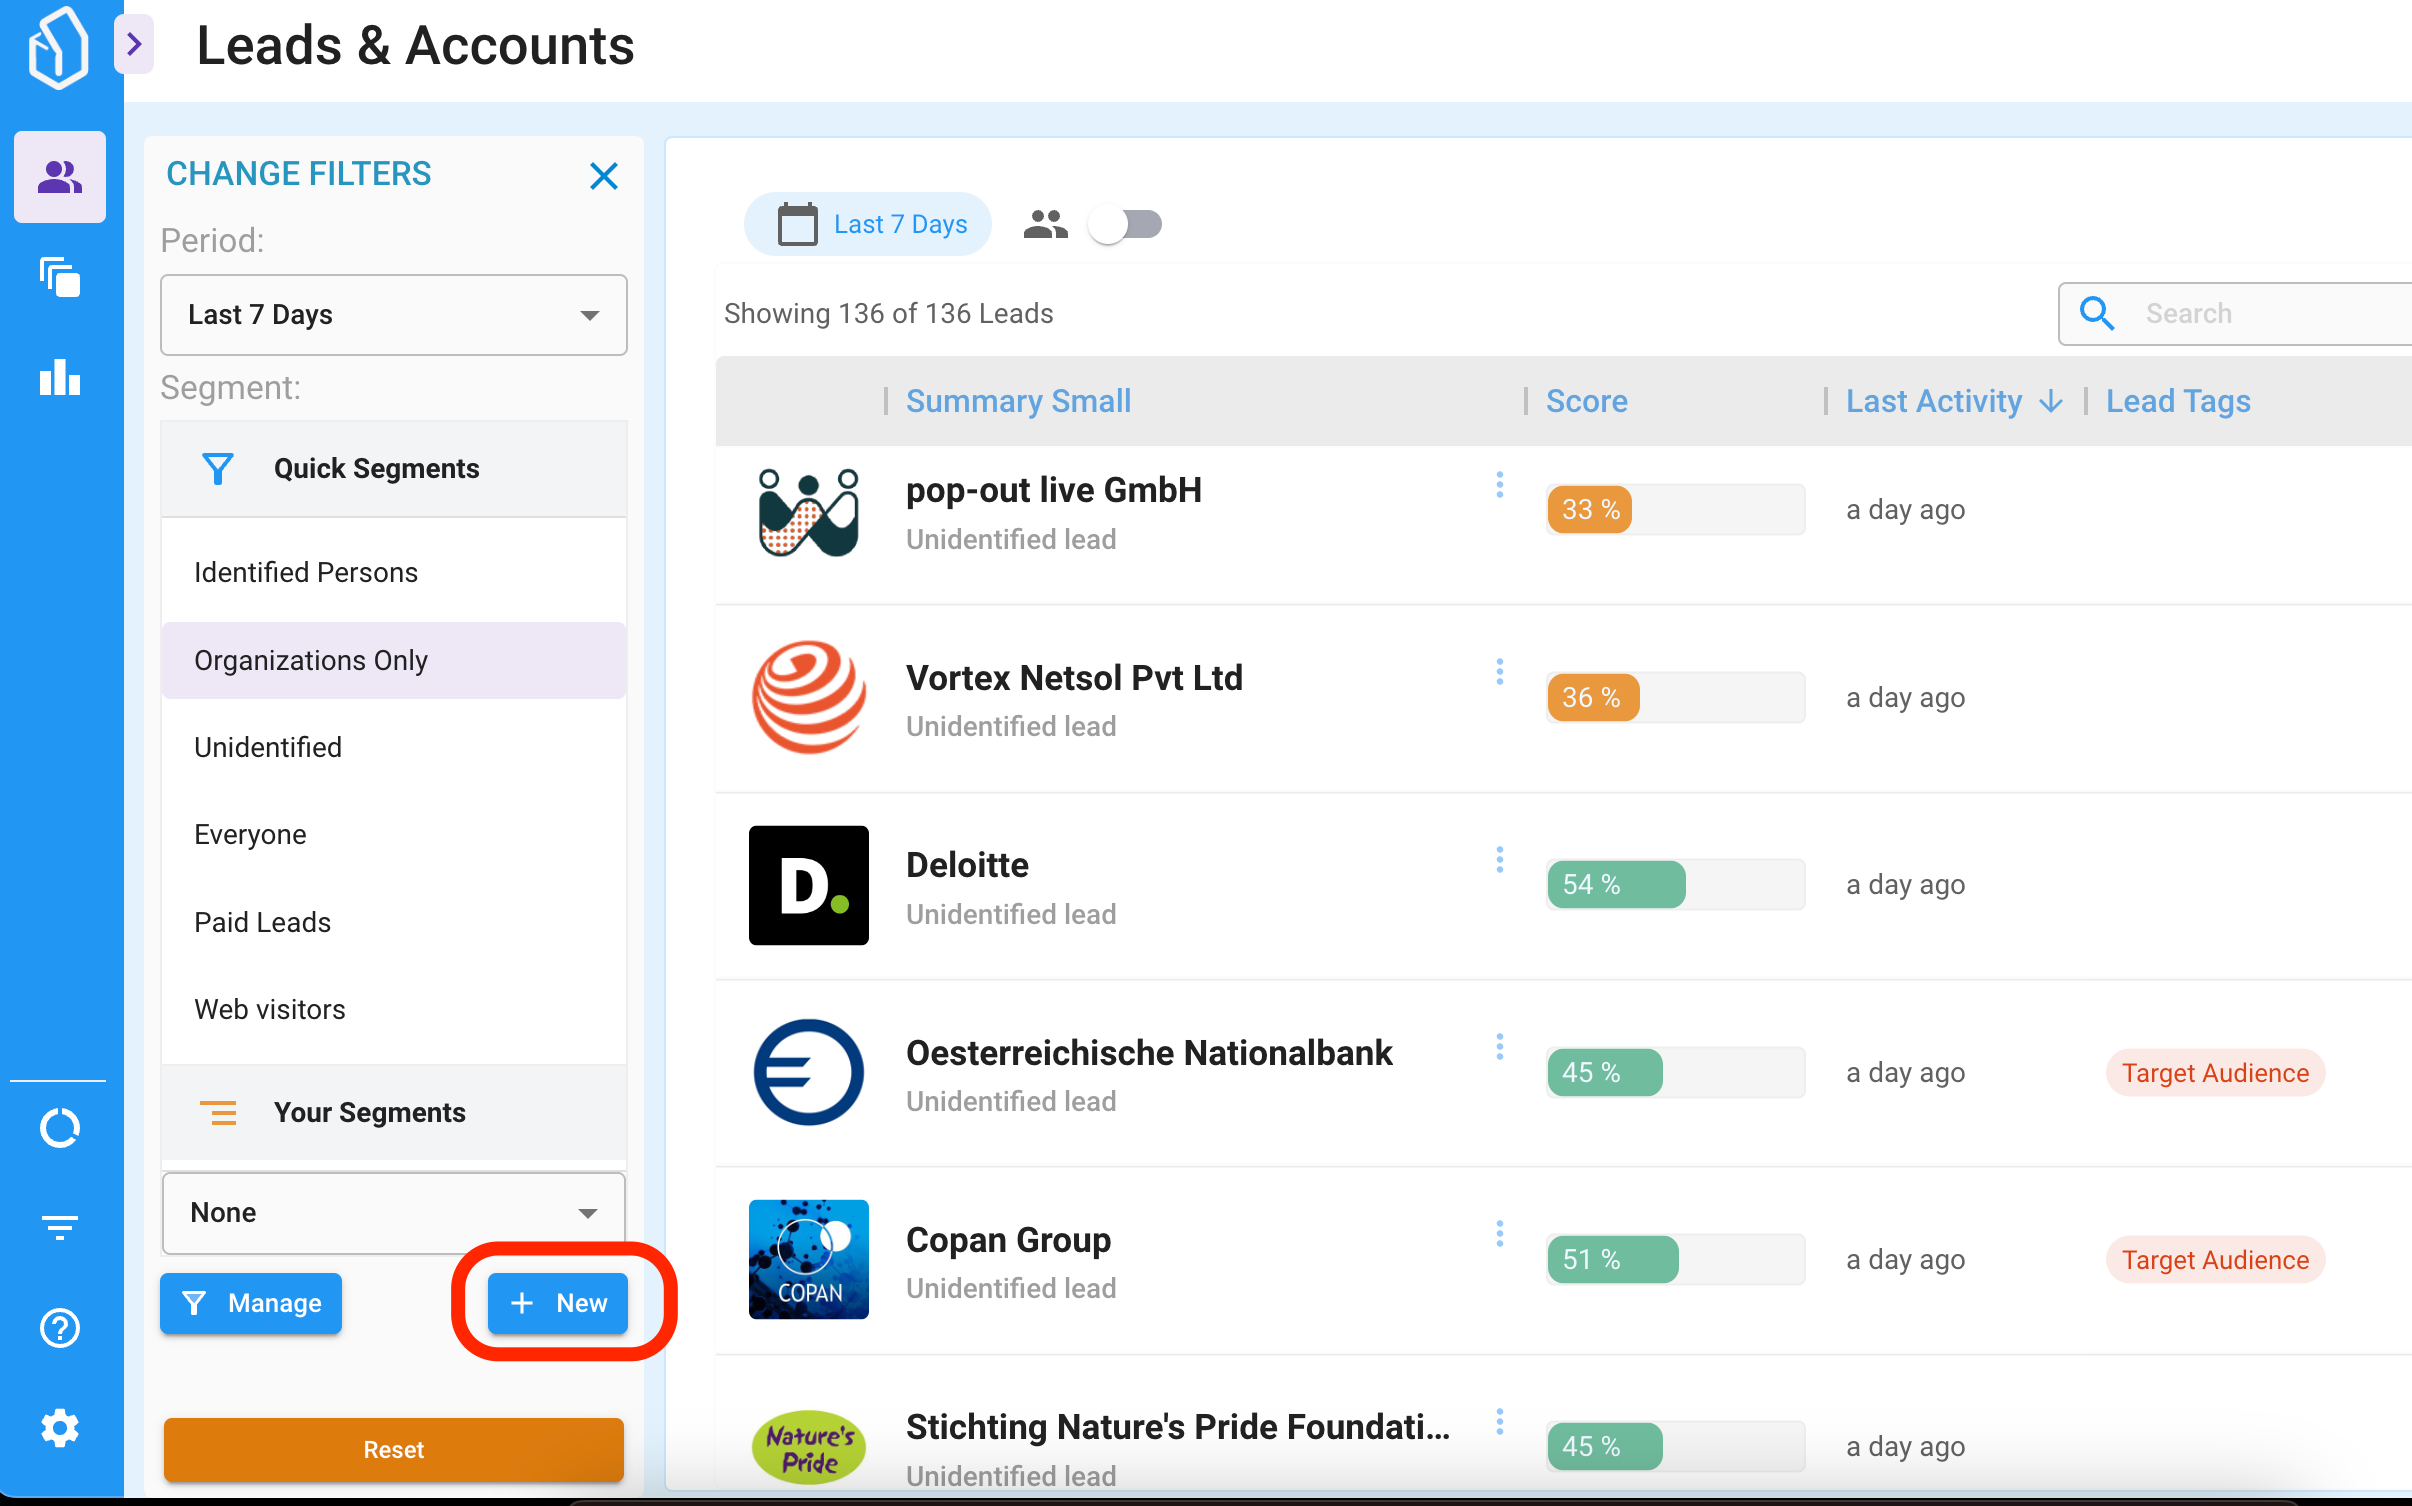 Leads & Accounts
CHANGE FILTERS
Period:
Last 7 Days
Segment:
Quick Segments
Identified Persons
Organizations Only
Unidentified
Everyone
Paid Leads
Web visitors
Your Segments
None
Manage
New
Reset
Last 7 Days
Showing 136 of 136 Leads
Search
Summary Small
Score
Last Activity
Lead Tags
pop-out live GmbH
Unidentified lead
33 %
a day ago
Vortex Netsol Pvt Ltd
Unidentified lead
36 %
a day ago
D.
Deloitte
Unidentified lead
54 %
a day ago
Oesterreichische Nationalbank
Unidentified lead
45 %
a day ago
Target Audience
COPAN
Copan Group
Unidentified lead
51 %
a day ago
Target Audience
Nature's
Pride
Stichting Nature's Pride Foundati...
Unidentified lead
45 %
a day ago